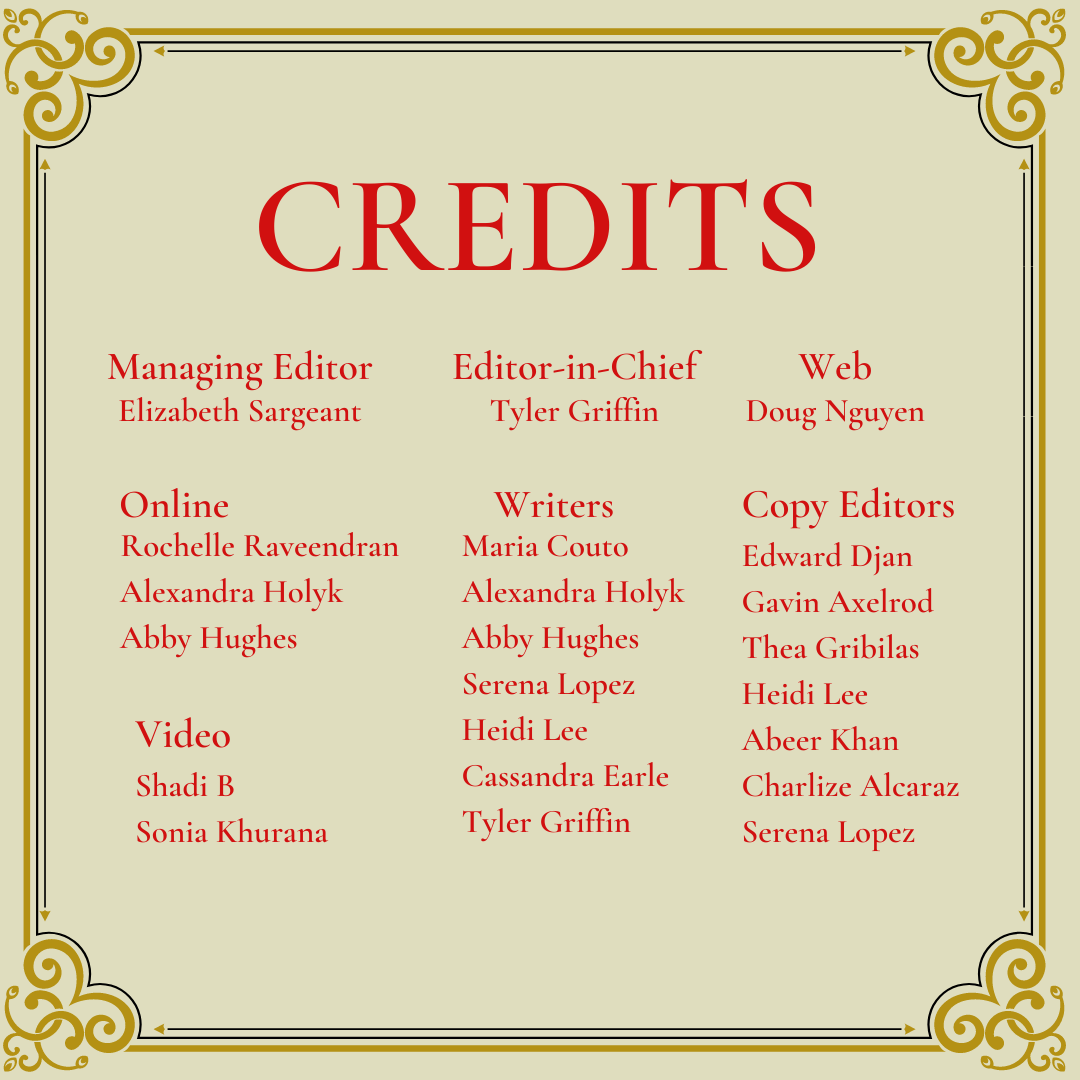 CREDITS
Managing Editor
Elizabeth Sargeant
Editor-in-Chief
Tyler Griffin
Web
Doug Nguyen
Online
Rochelle Raveendran
Alexandra Holyk
Abby Hughes
Video
Shadi B
Sonia Khurana
Writers
Maria Couto
Alexandra Holyk
Abby Hughes
Serena Lopez
Heidi Lee
Cassandra Earle
Tyler Griffin
Copy Editors
Edward Djan
Gavin Axelrod
Thea Gribilas
Heidi Lee
Abeer Khan
Charlize Alcaraz
Serena Lopez